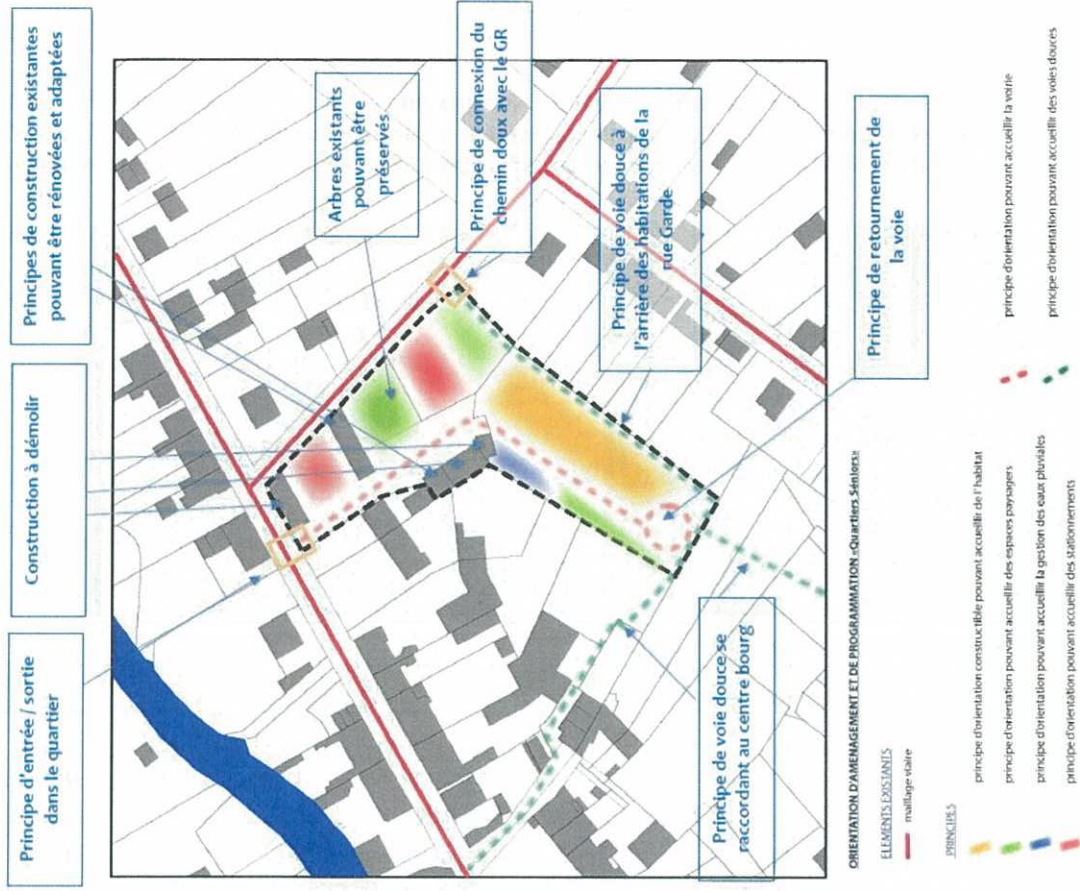 Principe d'entrée / sortie
dans le quartier
Construction à démolir
Principes de construction existantes
pouvant être rénovées et adaptées
Arbres existants
pouvant être
préservés
Principe de connexion du
chemin doux avec le GR
Principe de voie douce à
l'arrière des habitations de la
rue Garde
Principe de retournement de
la voie
Principe de voie douce se
raccordant au centre bourg
ORIENTATION D'AMENAGEMENT ET DE PROGRAMMATION «Quartiers Séniors»
ELEMENTS EXISTANTS
maillage viaire
PRINCIPES
principe d'orientation constructible pouvant accueillir de l'habitat
principe d'orientation pouvant accueillir des espaces paysagers
principe d'orientation pouvant accueillir la gestion des eaux pluviales
principe d'orientation pouvant accueillir des stationnements
principe d'orientation pouvant accueillir la voirie
principe d'orientation pouvant accueillir des voies douces